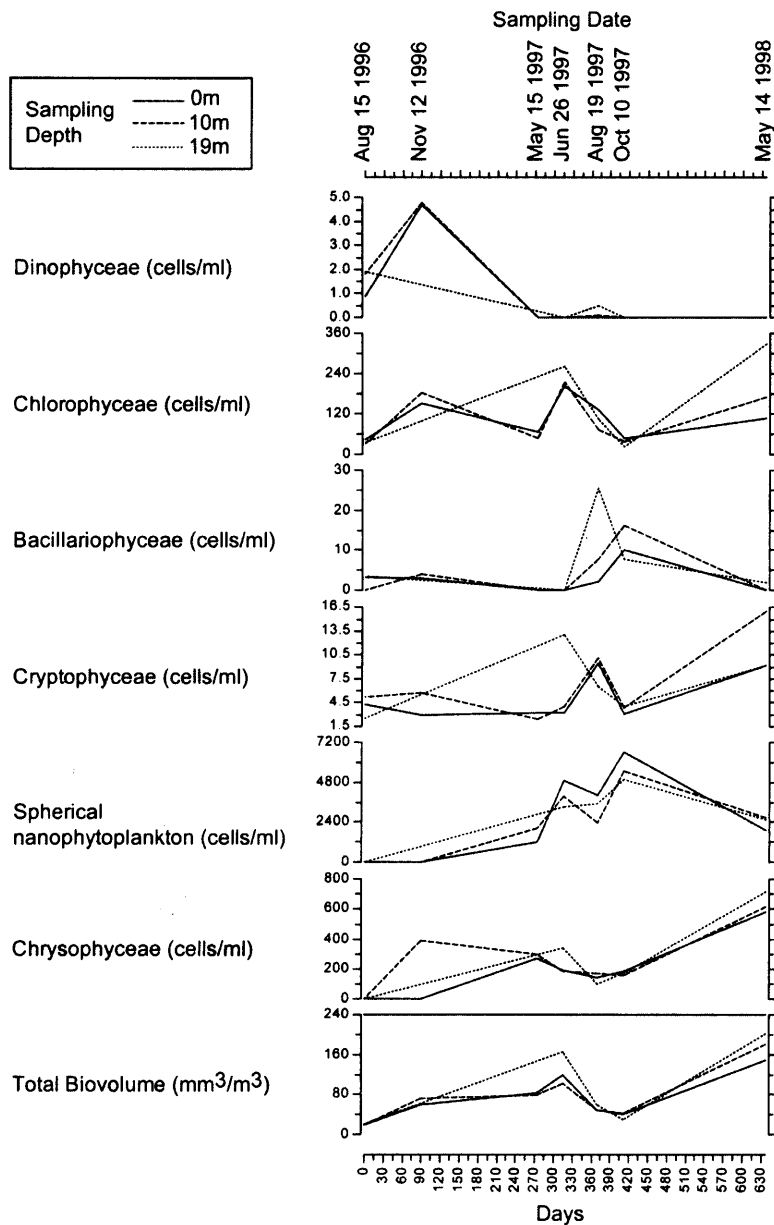 Sampling Date
Aug 15 1996
Nov 12 1996
May 15 1997
Jun 26 1997
Aug 19 1997
Oct 10 1997
May 14 1998
Sampling Depth
0m
10m
19m
Dinophyceae (cells/ml)
5.0
4.0
3.0
2.0
1.0
0.0
Chlorophyceae (cells/ml)
360
240
120
0
Bacillariophyceae (cells/ml)
30
20
10
0
Cryptophyceae (cells/ml)
16.5
13.5
10.5
7.5
4.5
1.5
Spherical
nanophytoplankton (cells/ml)
7200
4800
2400
0
Chrysophyceae (cells/ml)
800
600
400
200
0
Total Biovolume (mm³/m³)
240
160
80
0
0 30 60 90 120 150 180 210 240 270 300 330 360 390 420 450 480 510 540 570 600 630
Days